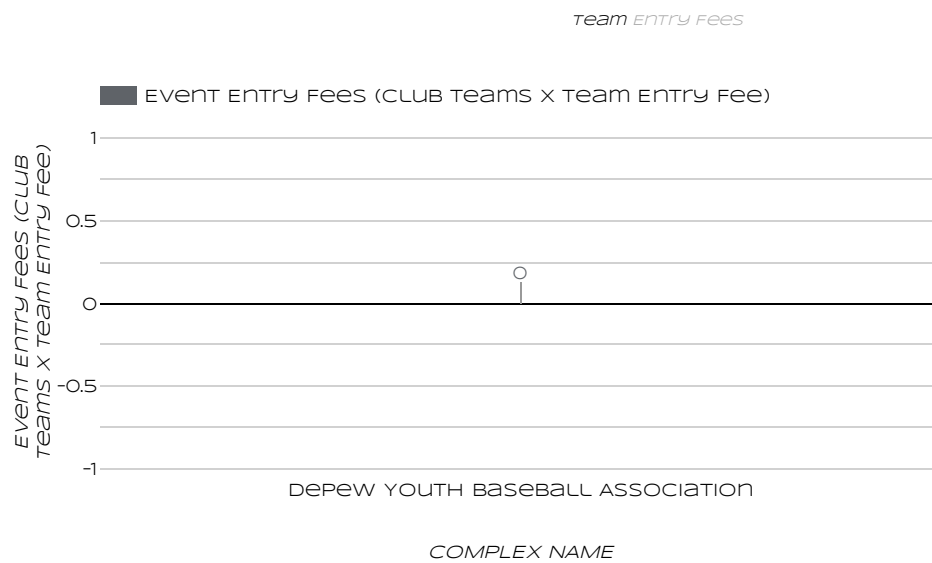 Team Entry Fees
Event Entry Fees (Club Teams x Team Entry Fee)
Event Entry Fees (Club
Teams x Team Entry Fee)
1
0.5
0
0
-0.5
-1
Depew Youth Baseball Association
COMPLEX NAME